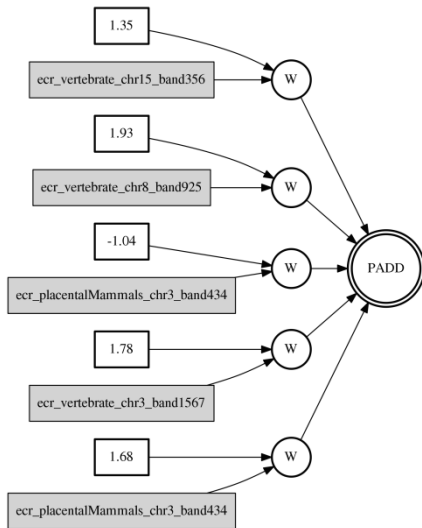 1.35
ecr_vertebrate_chr15_band356
W
1.93
ecr_vertebrate_chr8_band925
W
-1.04
ecr_placentalMammals_chr3_band434
W
PADD
1.78
ecr_vertebrate_chr3_band1567
W
1.68
ecr_placentalMammals_chr3_band434
W